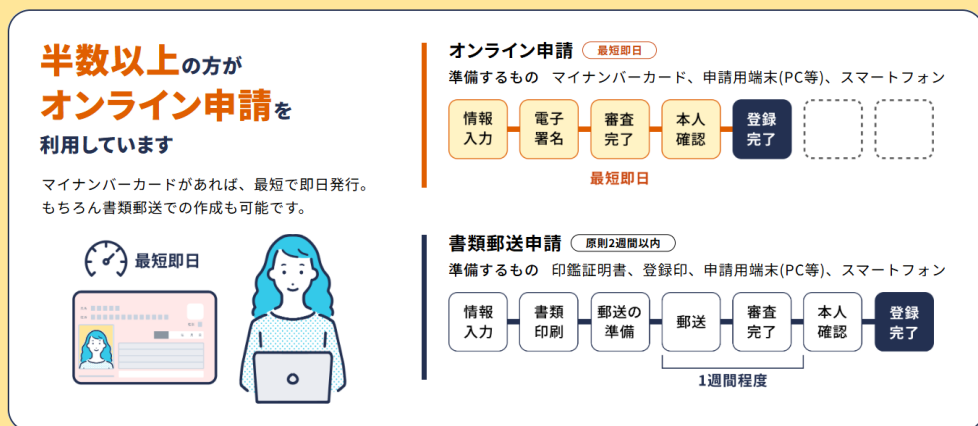 半数以上の方が
オンライン申請を
利用しています
マイナンバーカードがあれば、最短で即日発行。
もちろん書類郵送での作成も可能です。
最短即日
オンライン申請 最短即日
準備するもの マイナンバーカード、申請用端末(PC等)、スマートフォン
情報
入力
電子
署名
審査
完了
本人
確認
登録
完了
最短即日
書類郵送申請 原則2週間以内
準備するもの 印鑑証明書、登録印、申請用端末(PC等)、スマートフォン
情報
入力
書類
印刷
郵送の
準備
郵送
審査
完了
本人
確認
登録
完了
1週間程度